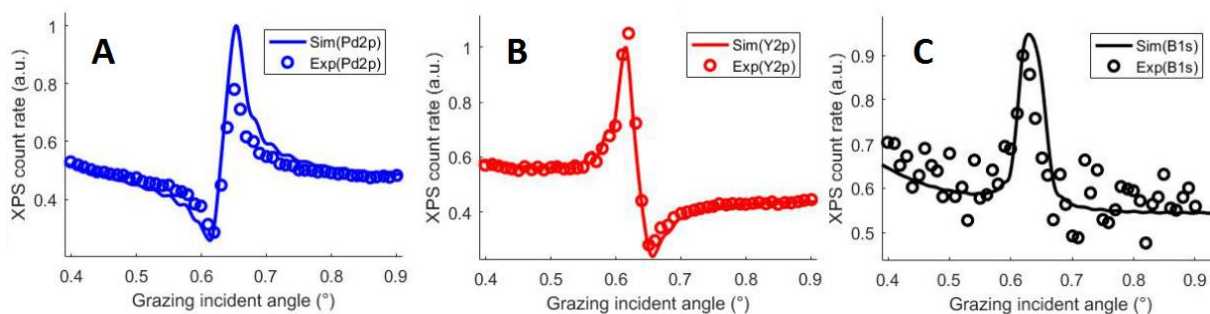 A
Sim(Pd2p)
Exp(Pd2p)
XPS count rate (a.u.)
1
0.8
0.6
0.4
0.4 0.5 0.6 0.7 0.8 0.9
Grazing incident angle (°)
B
Sim(Y2p)
Exp(Y2p)
XPS count rate (a.u.)
1
0.8
0.6
0.4
0.4 0.5 0.6 0.7 0.8 0.9
Grazing incident angle (°)
C
Sim(B1s)
Exp(B1s)
XPS count rate (a.u.)
0.9
0.8
0.7
0.6
0.5
0.4 0.5 0.6 0.7 0.8 0.9
Grazing incident angle (°)